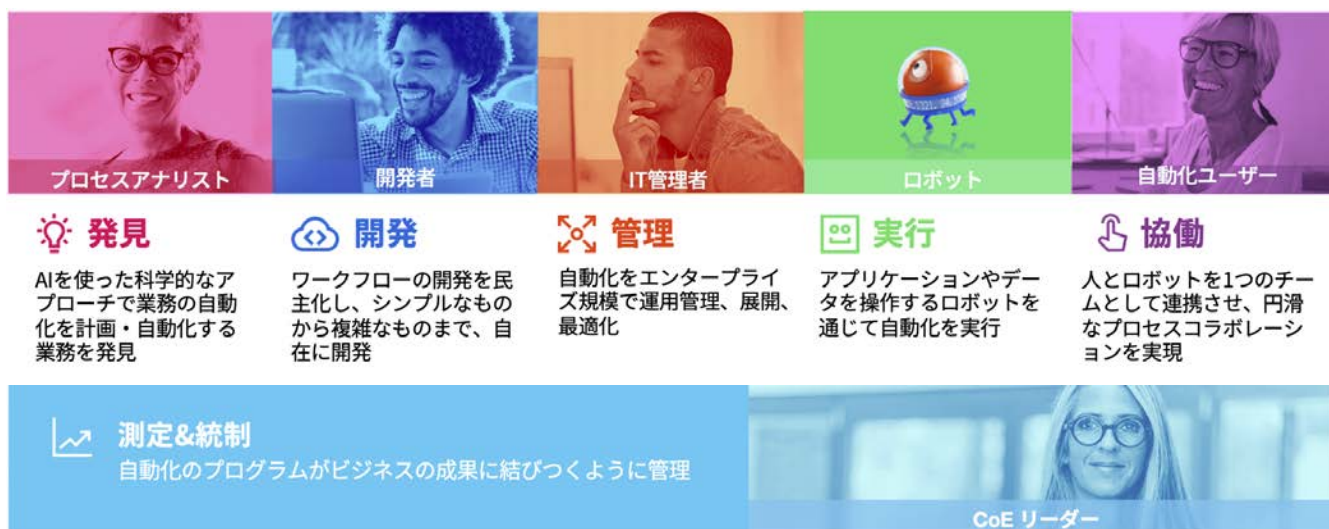 プロセスアナリスト
開発者
IT管理者
ロボット
自動化ユーザー
発見
AIを使った科学的なア
プローチで業務の自動
化を計画・自動化する
業務を発見
開発
ワークフローの開発を民
主化し、シンプルなもの
から複雑なものまで、自
在に開発
管理
自動化をエンタープライ
ズ規模で運用管理、展開、
最適化
実行
アプリケーションやデー
タを操作するロボットを
通じて自動化を実行
協働
人とロボットを1つのチー
ムとして連携させ、円滑
なプロセスコラボレーシ
ョンを実現
測定&統制
自動化のプログラムがビジネスの成果に結びつくように管理
CoE リーダー